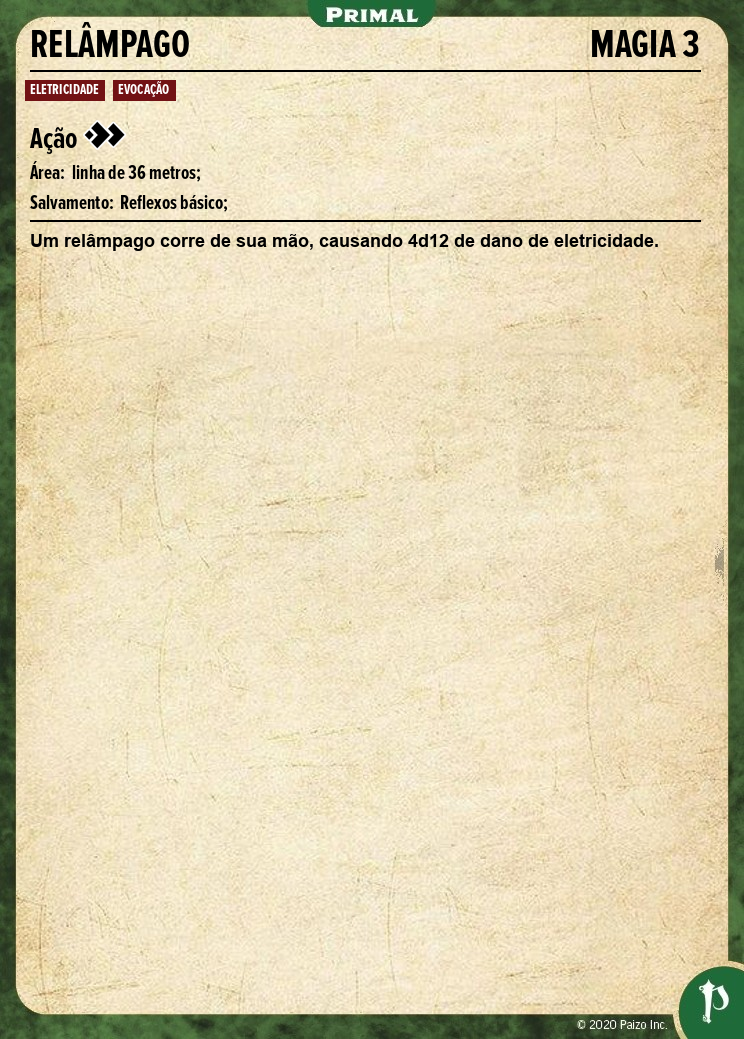 PRIMAL
RELÂMPAGO MAGIA 3
ELETRICIDADE EVOCAÇÃO
Ação
Área: linha de 36 metros;
Salvamento: Reflexos básico;
Um relâmpago corre de sua mão, causando 4d12 de dano de eletricidade.
© 2020 Paizo Inc.
P